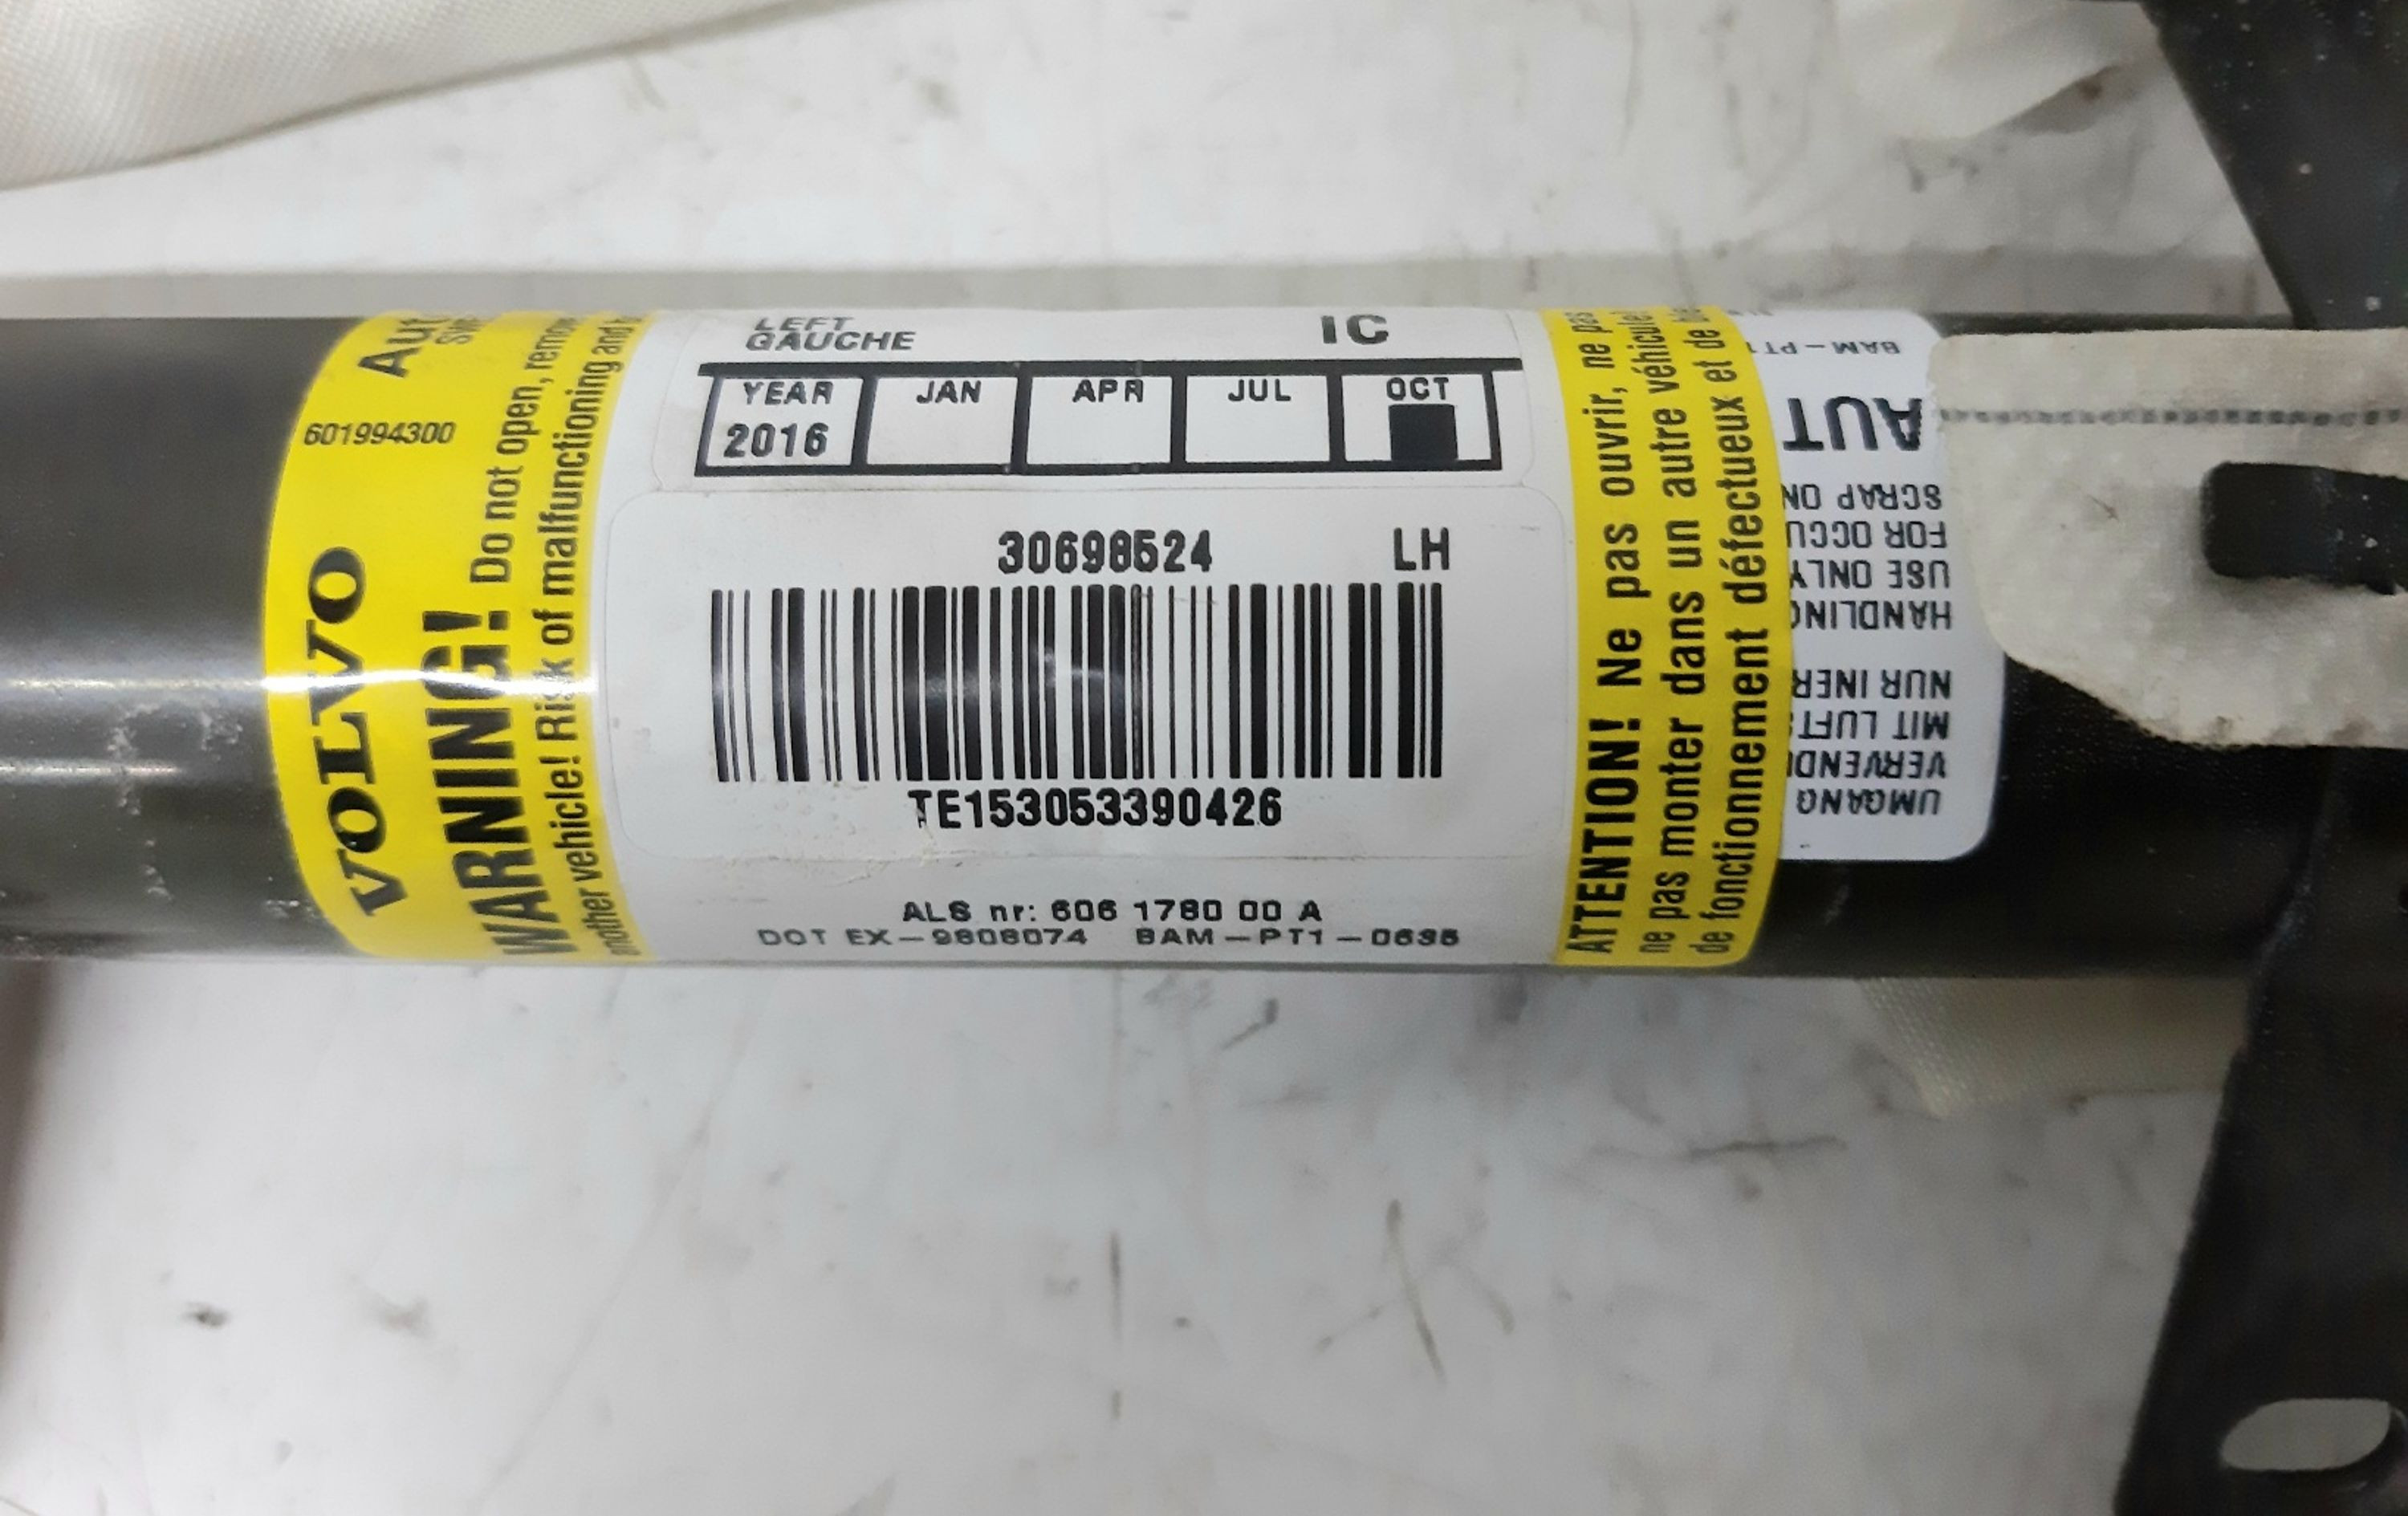 VOLVO
601994300
WARNING! Do not open, remove
another vehicle! Risk of malfunctioning and
LEFT
GAUCHE
IC
YEAR JAN APR JUL OCT
2016
30698524 LH
TE153053390426
ALS nr: 606 1780 00 A
DOT EX-9808074 BAM-PT1-0635
ATTENTION! Ne pas ouvrir, ne pas
ne pas monter dans un autre véhicule!
de fonctionnement défectueux et de
UMGANG
VERVEND
MIT LUFT
NUR INER
HANDLING
USE ONLY
FOR OCCU
SCRAP ON
AUT
BAM-PT1